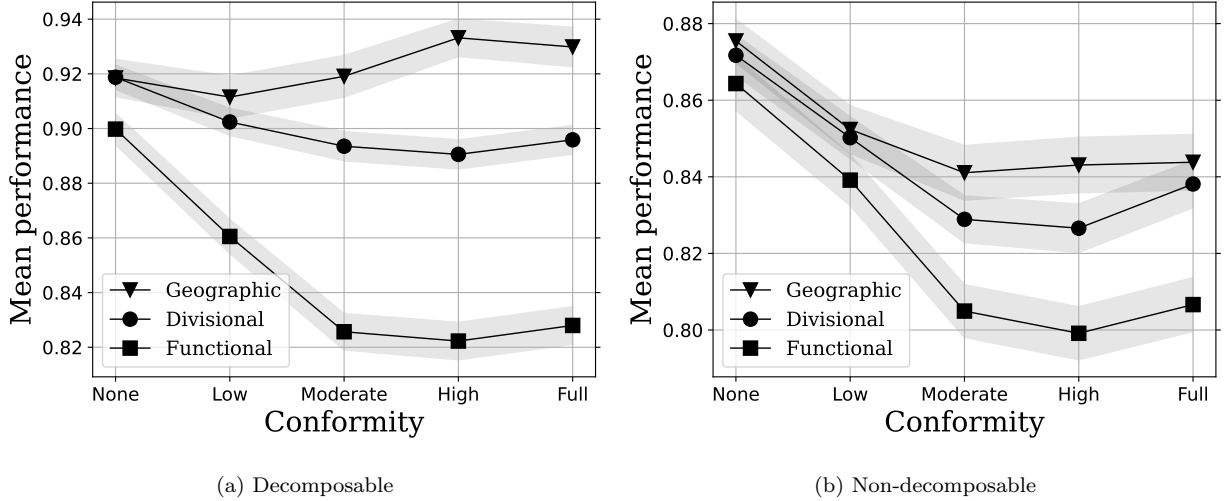 0.94
0.92
0.90
0.88
0.86
0.84
0.82
Mean performance
Geographic
Divisional
Functional
None Low Moderate High Full
Conformity
(a) Decomposable
0.88
0.86
0.84
0.82
0.80
Mean performance
Geographic
Divisional
Functional
None Low Moderate High Full
Conformity
(b) Non-decomposable